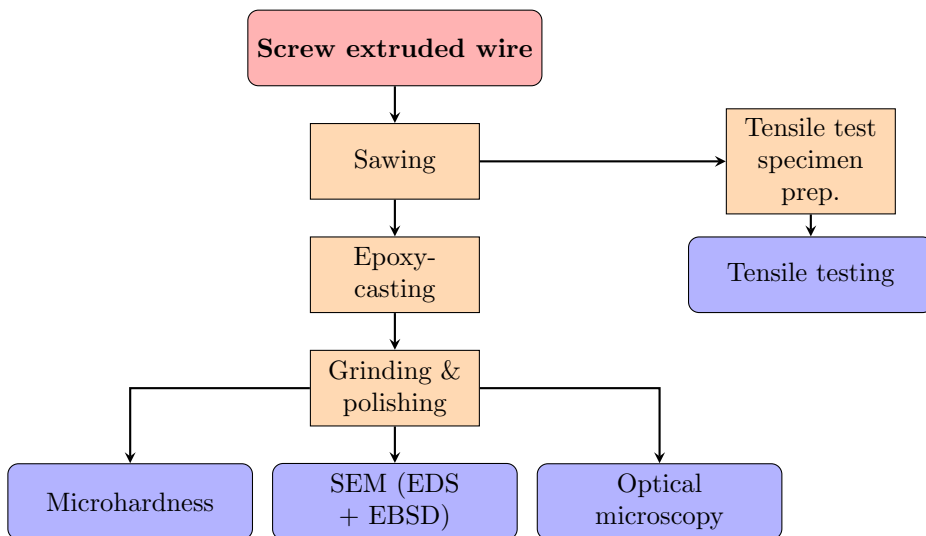 Screw extruded wire
Sawing
Tensile test
specimen
prep.
Epoxy-
casting
Tensile testing
Grinding &
polishing
Microhardness
SEM (EDS
+ EBSD)
Optical
microscopy